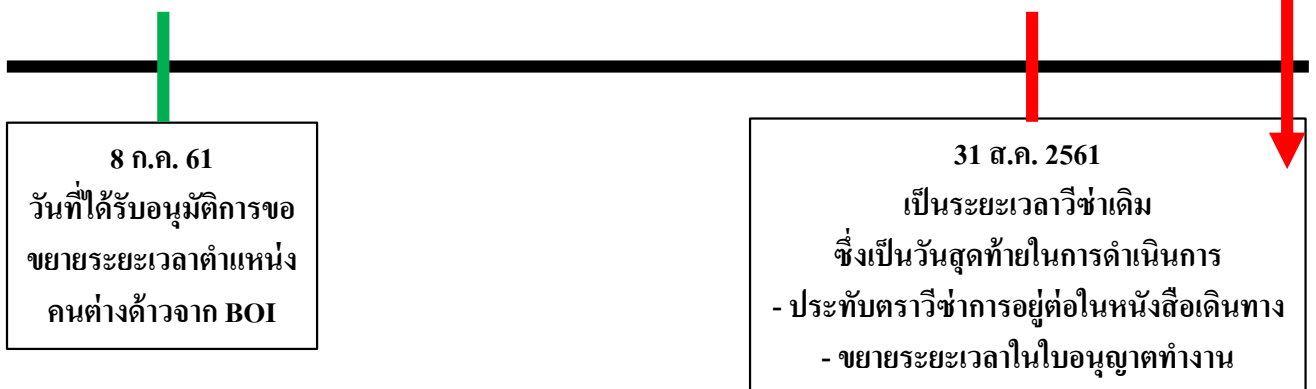 8 ก.ค. 61
วันที่ได้รับอนุมัติการขอ
ขยายระยะเวลาตำแหน่ง
คนต่างด้าวจาก BOI
31 ส.ค. 2561
เป็นระยะเวลาวีซ่าเดิม
ซึ่งเป็นวันสุดท้ายในการดำเนินการ
- ประทับตราวีซ่าการอยู่ต่อในหนังสือเดินทาง
- ขยายระยะเวลาในใบอนุญาตทำงาน